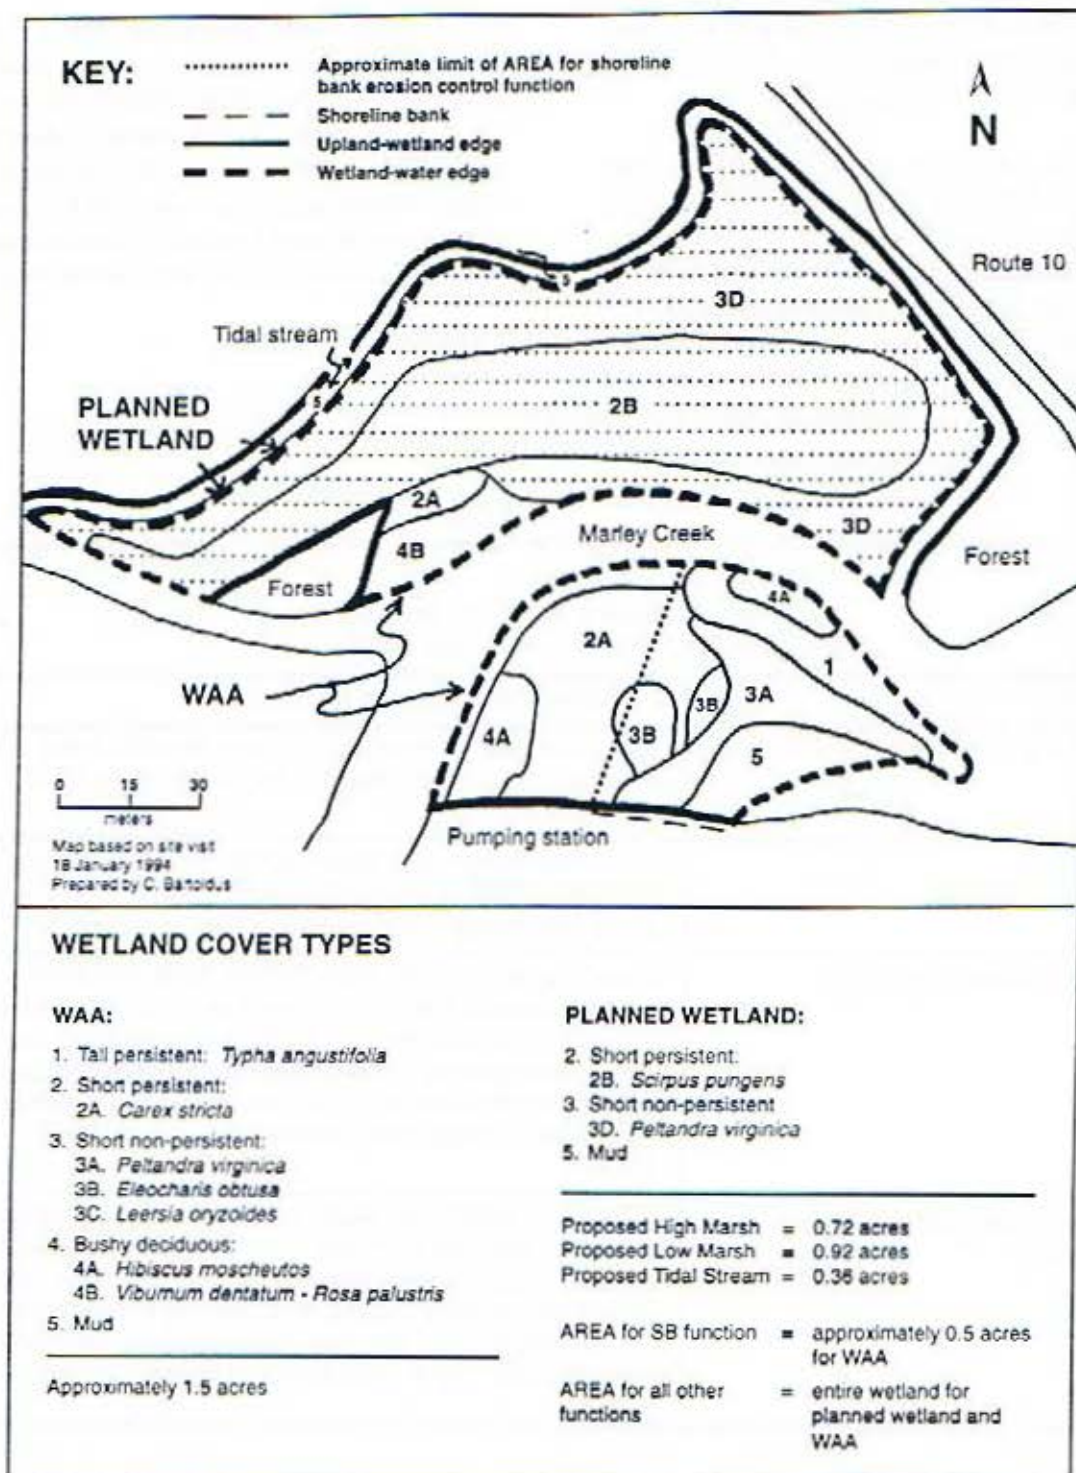 KEY:
Approximate limit of AREA for shoreline
bank erosion control function
Shoreline bank
Upland-wetland edge
Wetland-water edge
N
Route 10
3D
5
Tidal stream
5
2B
PLANNED
WETLAND
2A
3D
Marley Creek
4B
Forest
Forest
4A
2A
1
WAA
3A
3B
3B
4A
5
0 15 30
meters
Pumping station
Map based on site visit
18 January 1994
Prepared by C. Bartoldus
WETLAND COVER TYPES
WAA:
1. Tall persistent: Typha angustifolia
2. Short persistent:
2A. Carex stricta
3. Short non-persistent:
3A. Peltandra virginica
3B. Eleocharis obtusa
3C. Leersia oryzoides
4. Bushy deciduous:
4A. Hibiscus moscheutos
4B. Viburnum dentatum - Rosa palustris
5. Mud
Approximately 1.5 acres
PLANNED WETLAND:
2. Short persistent:
2B. Scirpus pungens
3. Short non-persistent
3D. Peltandra virginica
5. Mud
Proposed High Marsh = 0.72 acres
Proposed Low Marsh = 0.92 acres
Proposed Tidal Stream = 0.36 acres
AREA for SB function = approximately 0.5 acres
for WAA
AREA for all other = entire wetland for
functions planned wetland and
WAA